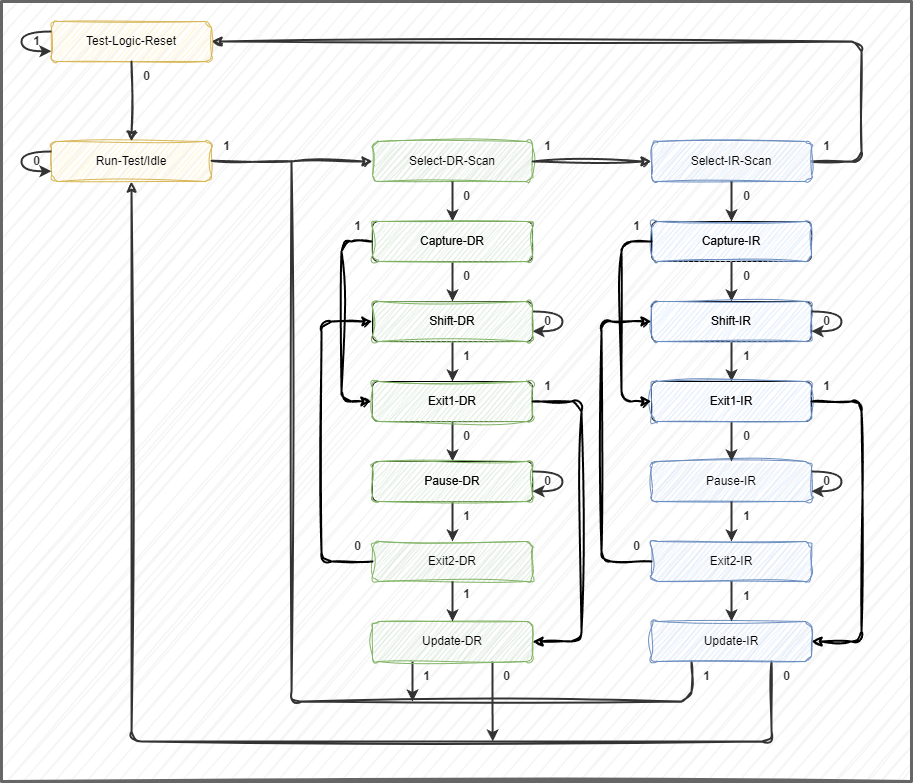 Test-Logic-Reset
1
0
Run-Test/Idle
0
1
Select-DR-Scan
1
Select-IR-Scan
1
0
0
1
Capture-DR
1
Capture-IR
0
0
Shift-DR
0
Shift-IR
0
1
1
Exit1-DR
1
Exit1-IR
1
0
0
Pause-DR
0
Pause-IR
0
1
1
0
Exit2-DR
0
Exit2-IR
1
1
Update-DR
Update-IR
1
0
1
0